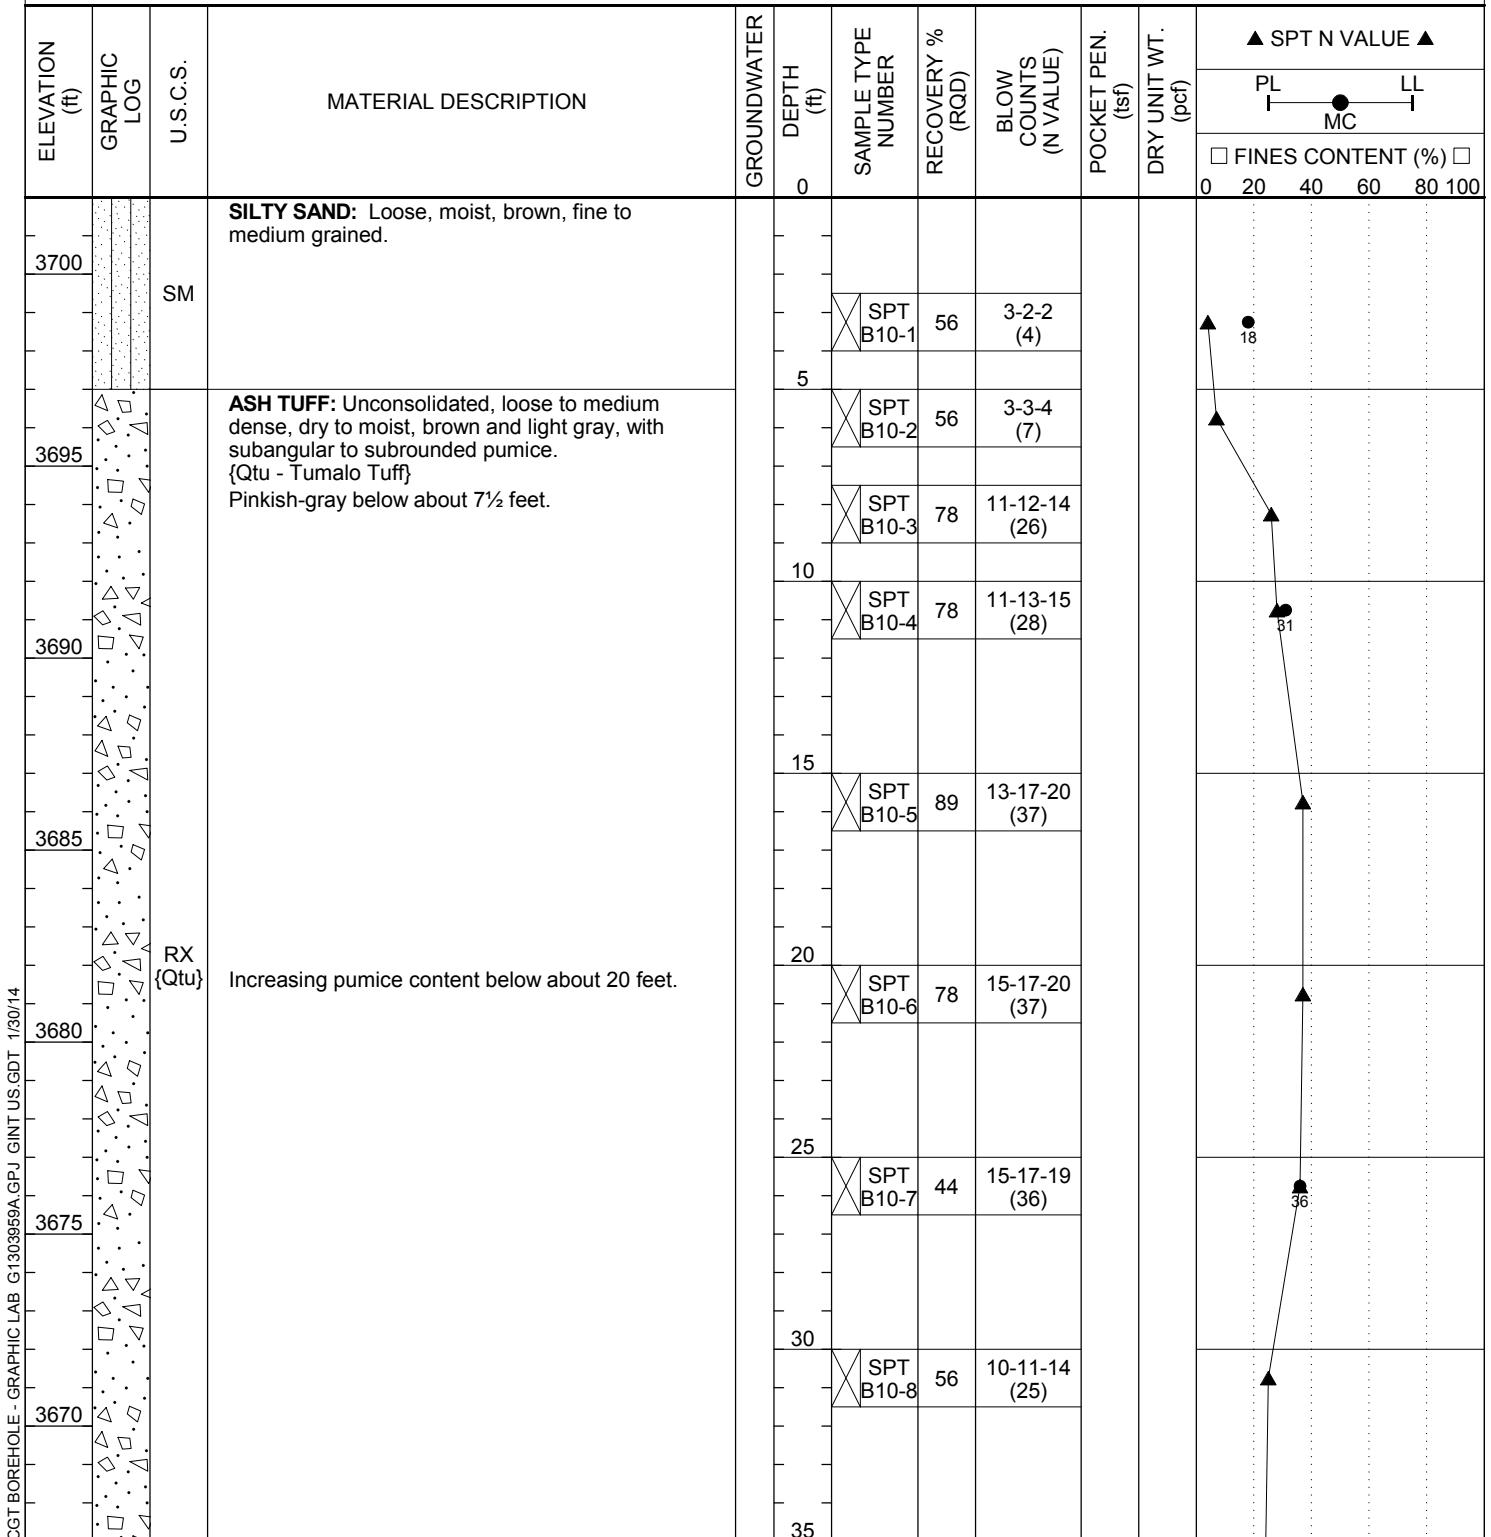 ELEVATION
(ft)
GRAPHIC
LOG
U.S.C.S.
MATERIAL DESCRIPTION
GROUNDWATER
DEPTH
(ft)
0
SAMPLE TYPE
NUMBER
RECOVERY %
(RQD)
BLOW
COUNTS
(N VALUE)
POCKET PEN.
(tsf)
DRY UNIT WT.
(pcf)
▲ SPT N VALUE ▲
PL LL
MC
□ FINES CONTENT (%) □
0 20 40 60 80 100
SILTY SAND: Loose, moist, brown, fine to
medium grained.
3700
SM
SPT
B10-1
56
3-2-2
(4)
18
5
ASH TUFF: Unconsolidated, loose to medium
dense, dry to moist, brown and light gray, with
subangular to subrounded pumice.
{Qtu - Tumalo Tuff}
Pinkish-gray below about 7½ feet.
SPT
B10-2
56
3-3-4
(7)
3695
SPT
B10-3
78
11-12-14
(26)
10
SPT
B10-4
78
11-13-15
(28)
31
3690
15
SPT
B10-5
89
13-17-20
(37)
3685
RX
{Qtu}
20
Increasing pumice content below about 20 feet.
SPT
B10-6
78
15-17-20
(37)
3680
25
SPT
B10-7
44
15-17-19
(36)
36
3675
30
SPT
B10-8
56
10-11-14
(25)
3670
35
CGT BOREHOLE - GRAPHIC LAB G1303959A.GPJ GINT US.GDT 1/30/14